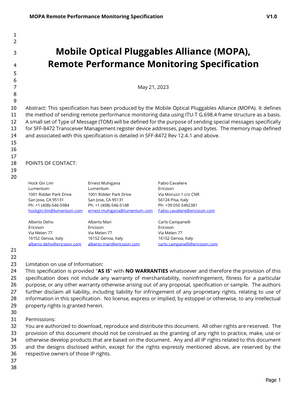 MOPA Remote Performance Monitoring Specification V1.0
1
2
3
4
5
6
7
8
9
Mobile Optical Pluggables Alliance (MOPA),
Remote Performance Monitoring Specification
May 21, 2023
10 Abstract: This specification has been produced by the Mobile Optical Pluggables Alliance (MOPA). It defines
11 the method of sending remote performance monitoring data using ITU-T G.698.4 frame structure as a basis.
12 A small set of Type of Message (TOM) will be defined for the purpose of sending special messages specifically
13 for SFF-8472 Transceiver Management register device addresses, pages and bytes. The memory map defined
14 and associated with this specification is detailed in SFF-8472 Rev 12.4.1 and above.
15
16
17
18 POINTS OF CONTACT:
19
20
Hock Gin Lim Ernest Muhigana Fabio Cavaliere
Lumentum Lumentum Ericsson
1001 Ridder Park Drive 1001 Ridder Park Drive Via Moruzzi 1 c/o CNR
San Jose, CA 95131 San Jose, CA 95131 56124 Pisa, Italy
Ph: +1 (408)-546-5984 Ph: +1 (408)-546-5148 PH: +39 050 5492381
hockgin.lim@lumentum.com ernest.muhigana@lumentum.com Fabio.cavaliere@ericsson.com
Alberto Deho Alberto Mari Carlo Campanelli
Ericsson Ericsson Ericsson
Via Melen 77 Via Melen 77 Via Melen 77
16152 Genoa, Italy 16152 Genoa, Italy 16152 Genoa, Italy
alberto.deho@ericsson.com alberto.mari@ericsson.com carlo.campanelli@ericsson.com
21
22
23 Limitation on use of Information:
24 This specification is provided "AS IS" with NO WARRANTIES whatsoever and therefore the provision of this
25 specification does not include any warranty of merchantability, noninfringement, fitness for a particular
26 purpose, or any other warranty otherwise arising out of any proposal, specification or sample. The authors
27 further disclaim all liability, including liability for infringement of any proprietary rights, relating to use of
28 information in this specification. No license, express or implied, by estoppel or otherwise, to any intellectual
29 property rights is granted herein.
30
31 Permissions:
32 You are authorized to download, reproduce and distribute this document. All other rights are reserved. The
33 provision of this document should not be construed as the granting of any right to practice, make, use or
34 otherwise develop products that are based on the document. Any and all IP rights related to this document
35 and the designs disclosed within, except for the rights expressly mentioned above, are reserved by the
36 respective owners of those IP rights.
37
38
Page 1